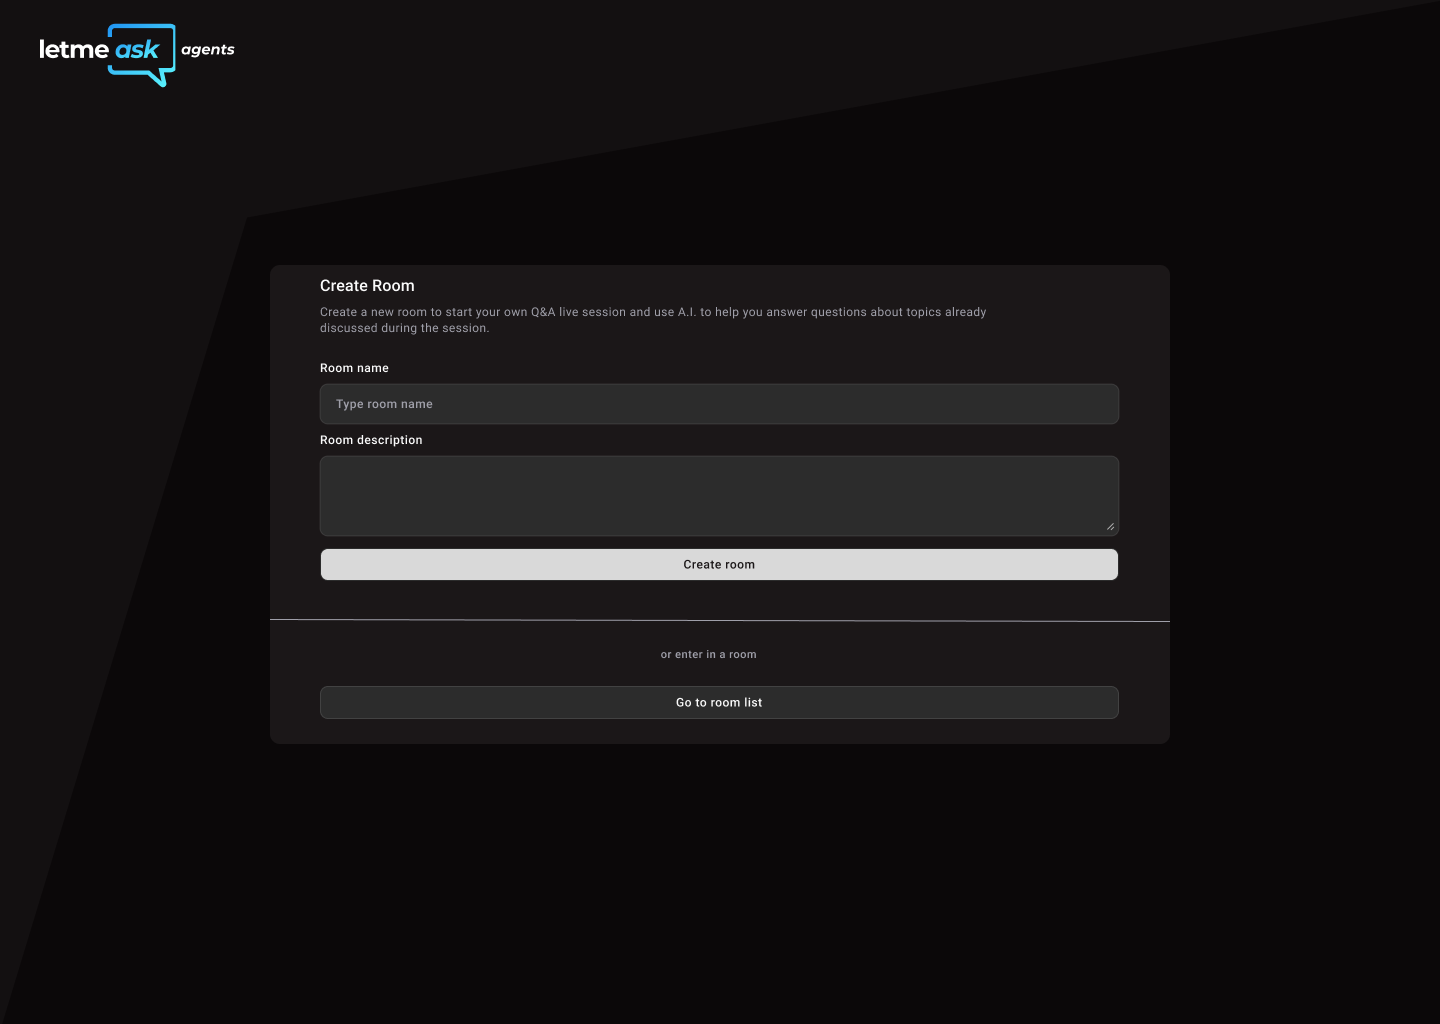 letme ask agents
Create Room
Create a new room to start your own Q&A live session and use A.I. to help you answer questions about topics already
discussed during the session.
Room name
Type room name
Room description
Create room
or enter in a room
Go to room list